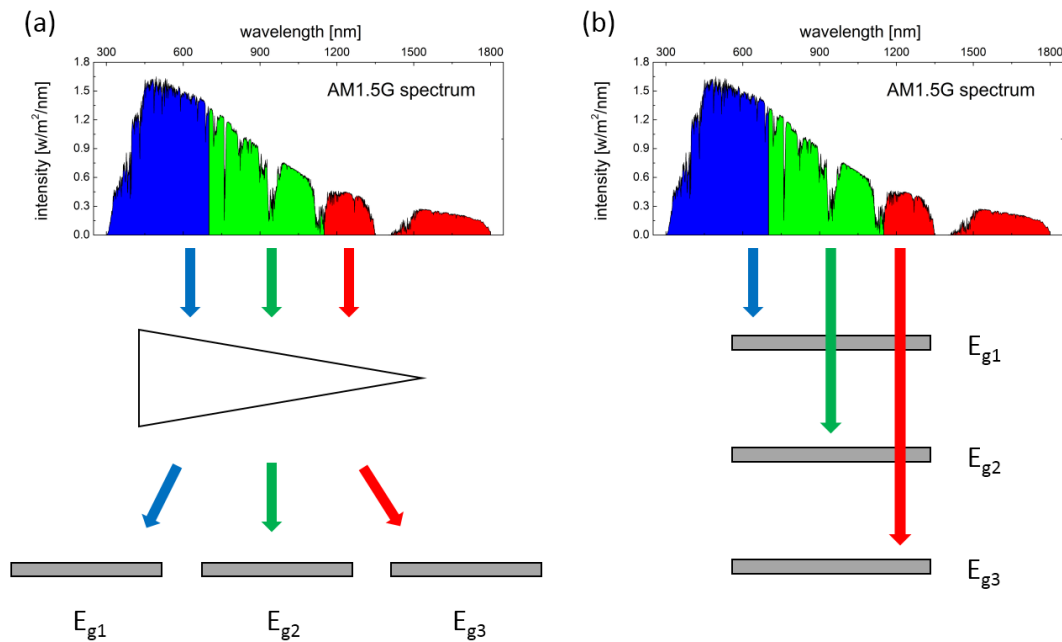 (a)
wavelength [nm]
300 600 900 1200 1500 1800
1.8
1.5
1.2
0.9
0.6
0.3
0.0
intensity [w/m²/nm]
AM1.5G spectrum
Eg1 Eg2 Eg3
(b)
wavelength [nm]
300 600 900 1200 1500 1800
1.8
1.5
1.2
0.9
0.6
0.3
0.0
intensity [w/m²/nm]
AM1.5G spectrum
Eg1
Eg2
Eg3